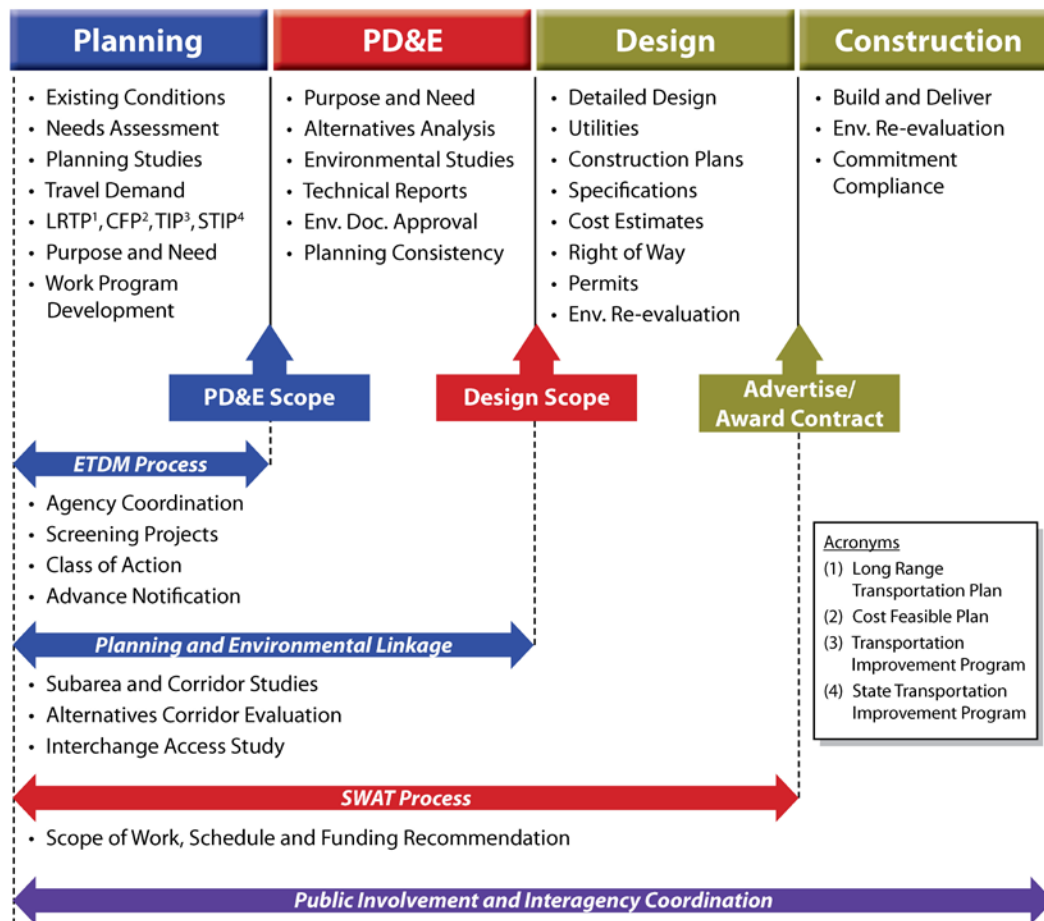 Planning
PD&E
Design
Construction
• Existing Conditions
• Needs Assessment
• Planning Studies
• Travel Demand
• LRTP¹, CFP², TIP³, STIP⁴
• Purpose and Need
• Work Program
Development
• Purpose and Need
• Alternatives Analysis
• Environmental Studies
• Technical Reports
• Env. Doc. Approval
• Planning Consistency
• Detailed Design
• Utilities
• Construction Plans
• Specifications
• Cost Estimates
• Right of Way
• Permits
• Env. Re-evaluation
• Build and Deliver
• Env. Re-evaluation
• Commitment
Compliance
PD&E Scope
Design Scope
Advertise/
Award Contract
ETDM Process
• Agency Coordination
• Screening Projects
• Class of Action
• Advance Notification
Planning and Environmental Linkage
• Subarea and Corridor Studies
• Alternatives Corridor Evaluation
• Interchange Access Study
Acronyms
(1) Long Range
Transportation Plan
(2) Cost Feasible Plan
(3) Transportation
Improvement Program
(4) State Transportation
Improvement Program
SWAT Process
• Scope of Work, Schedule and Funding Recommendation
Public Involvement and Interagency Coordination